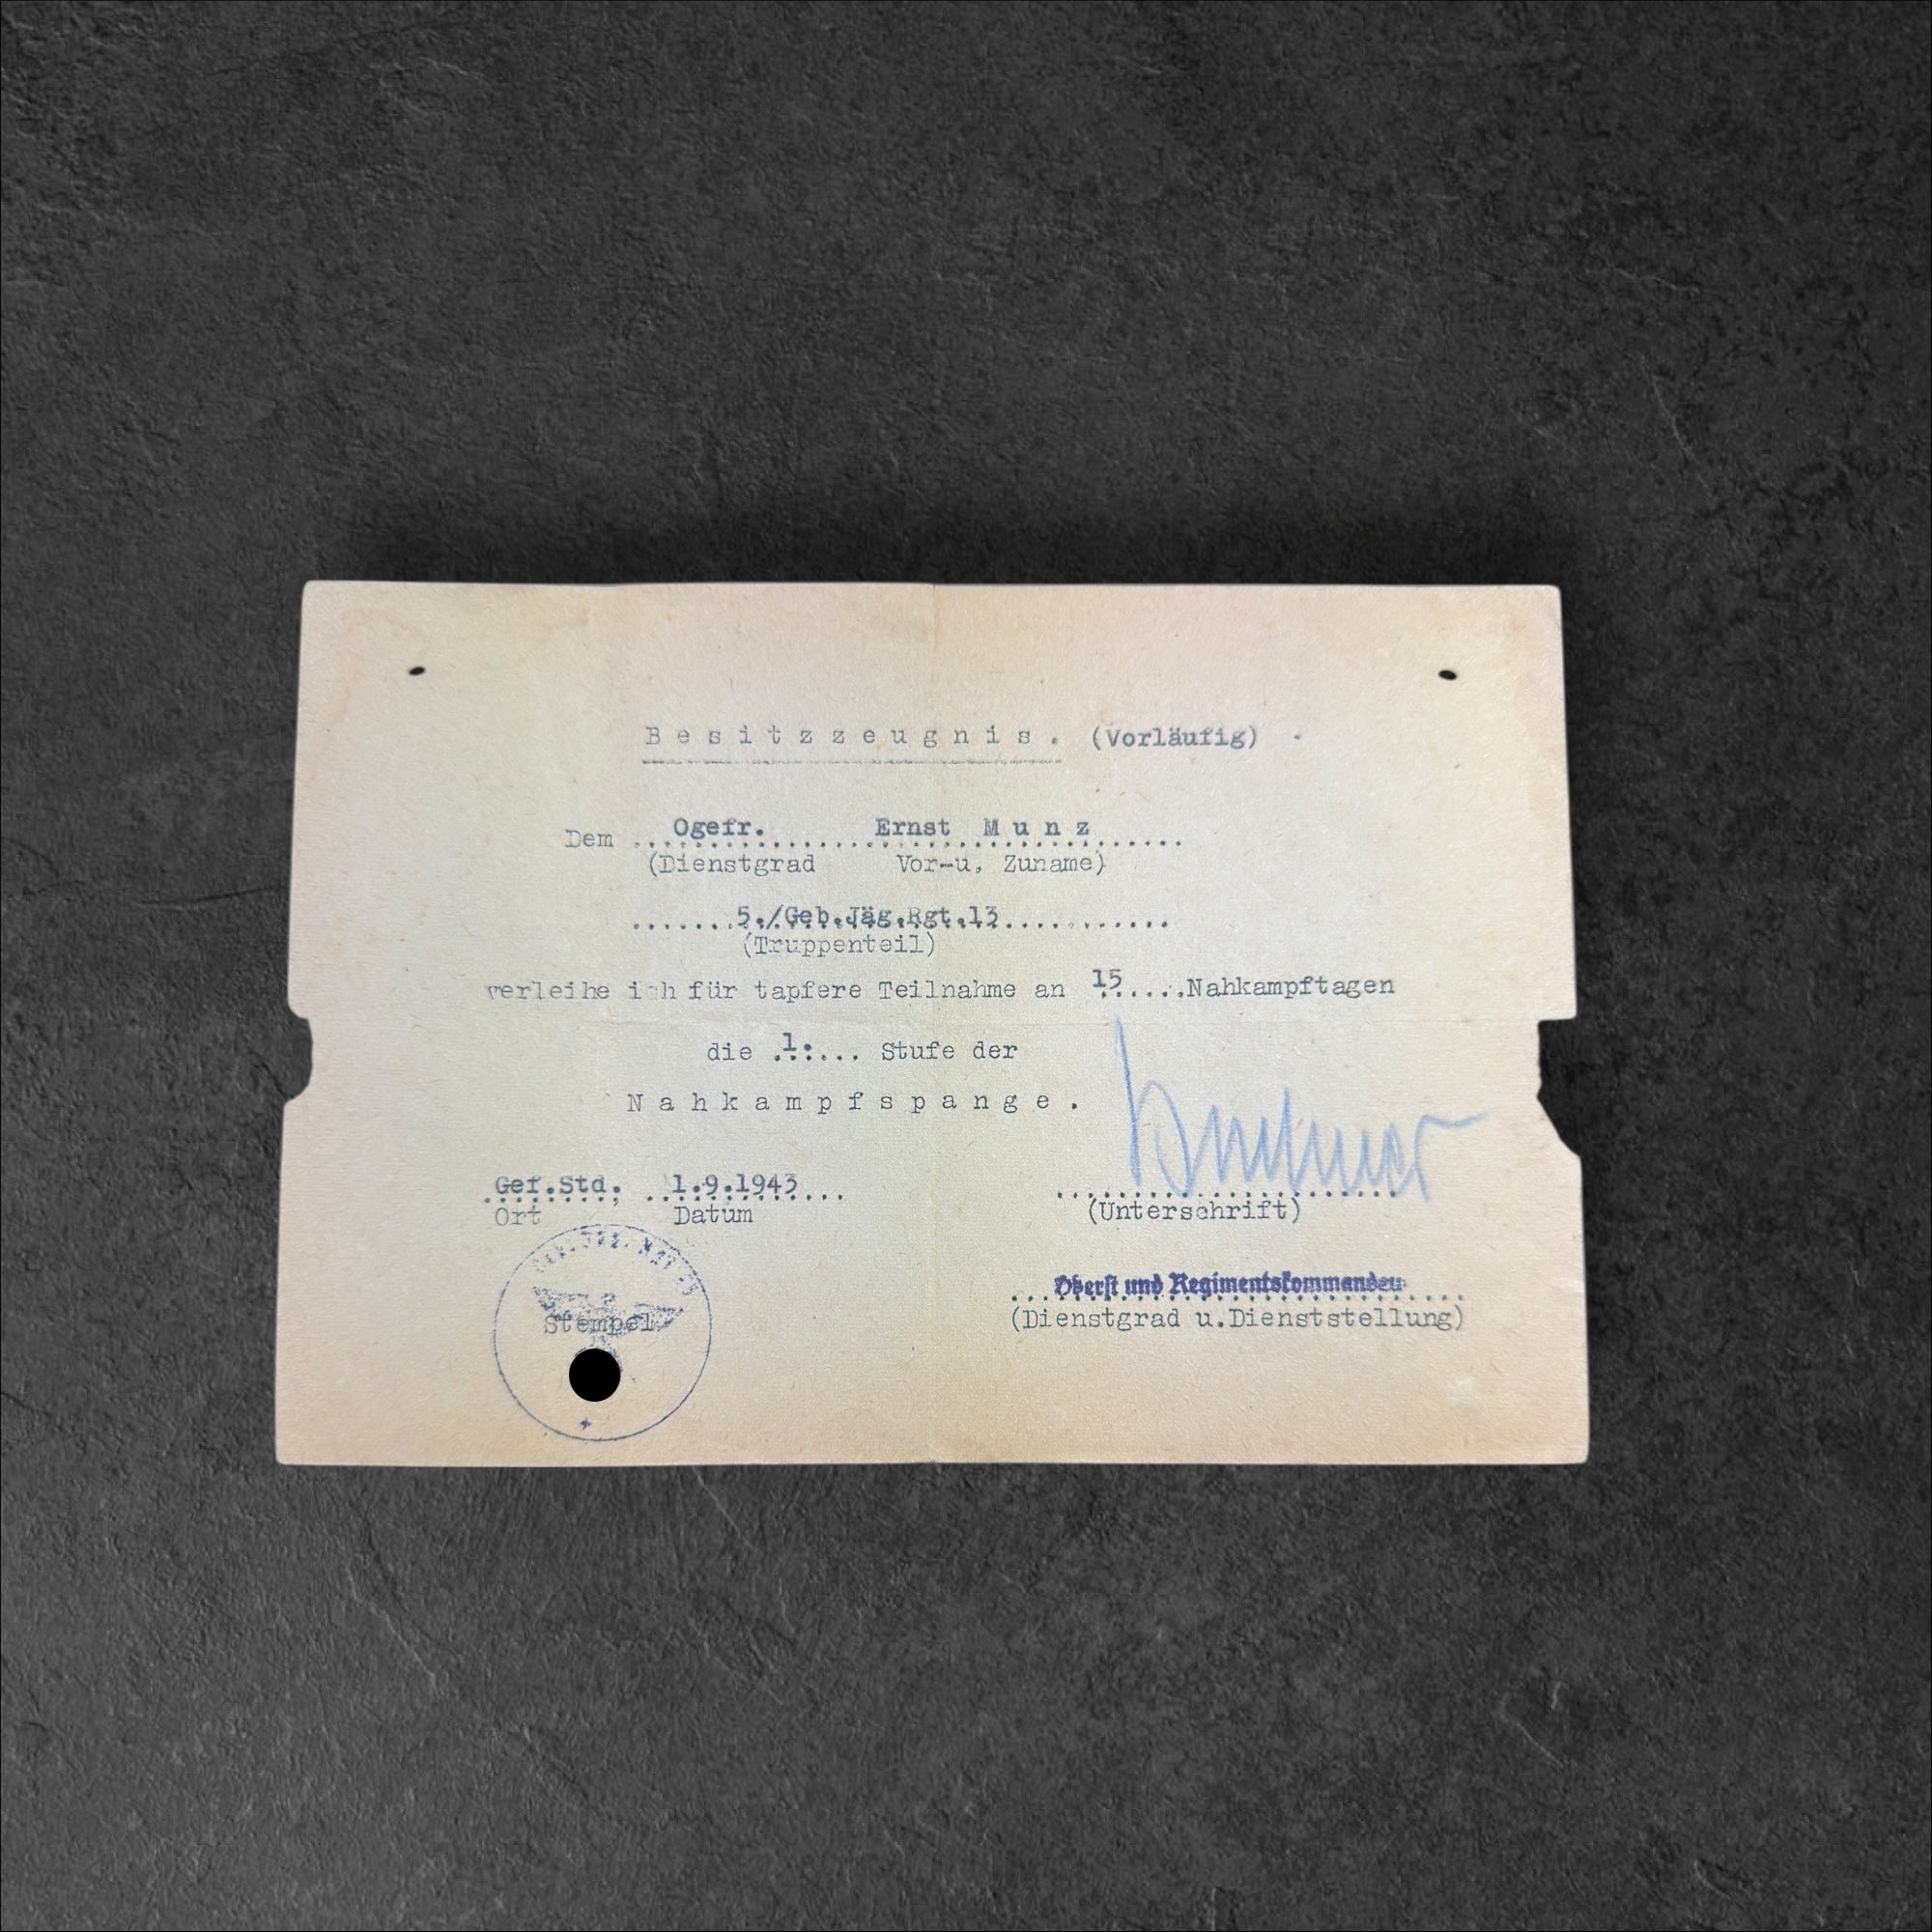 Besitzzeugnis. (Vorläufig)
Dem Ogefr. Ernst Munz
(Dienstgrad Vor-u. Zuname)
5./Geb.Jäg.Rgt.13
(Truppenteil)
verleihe ich für tapfere Teilnahme an 15 Nahkampftagen
die 1. Stufe der
Nahkampfspange.
Gef.Std., 1.9.1943
Ort Datum
(Unterschrift)
Stempel
Oberst und Regimentskommandeur
(Dienstgrad u.Dienststellung)